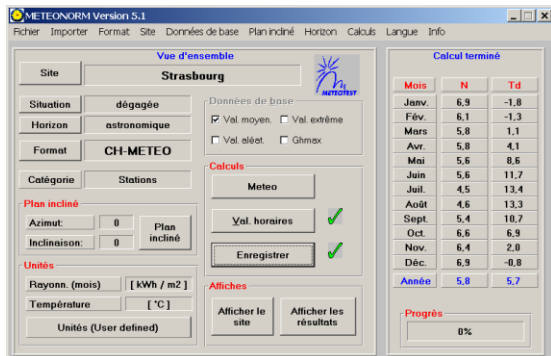 METEONORM Version 5.1
Fichier Importer Format Site Données de base Plan incliné Horizon Calculs Langue Info
Vue d'ensemble
Site
Strasbourg
METEOTEST
Situation
dégagée
Horizon
astronomique
Format
CH-METEO
Catégorie
Stations
Plan incliné
Azimut:
0
Inclinaison:
0
Plan
incliné
Unités
Rayonn. (mois)
[ kWh / m2 ]
Température
[ °C ]
Unités (User defined)
Données de base
Val. moyen. Val. extrême
Val. aléat. Ghmax
Calculs
Meteo
Val. horaires
Enregistrer
Affiches
Afficher le
site
Afficher les
résultats
Calcul terminé
Mois N Td
Janv. 6,9 -1,8
Fév. 6,1 -1,3
Mars 5,8 1,1
Avr. 5,8 4,1
Mai 5,6 8,6
Juin 5,6 11,7
Juil. 4,5 13,4
Août 4,6 13,3
Sept. 5,4 10,7
Oct. 6,6 6,9
Nov. 6,4 2,0
Déc. 6,9 -0,8
Année 5,8 5,7
Progrès
0%